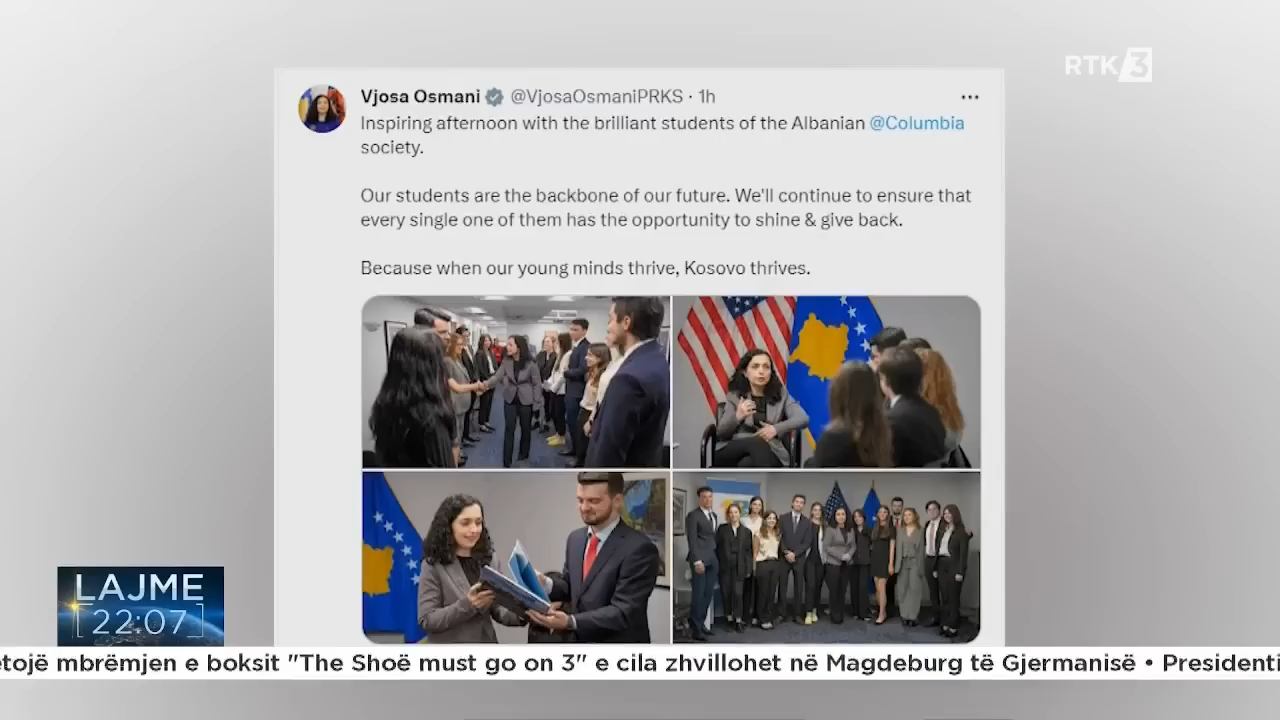 RTK 3
Vjosa Osmani @VjosaOsmaniPRKS · 1h
Inspiring afternoon with the brilliant students of the Albanian @Columbia
society.
Our students are the backbone of our future. We'll continue to ensure that
every single one of them has the opportunity to shine & give back.
Because when our young minds thrive, Kosovo thrives.
LAJME
22:07
etojë mbrëmjen e boksit "The Shoë must go on 3" e cila zhvillohet në Magdeburg të Gjermanisë • Presidenti